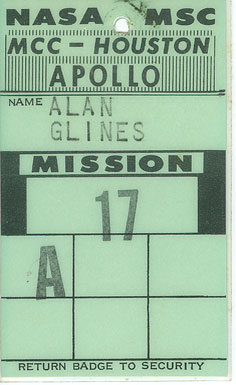 NASA MSC
MCC - HOUSTON
APOLLO
NAME ALAN
GLINES
MISSION
17
A
RETURN BADGE TO SECURITY